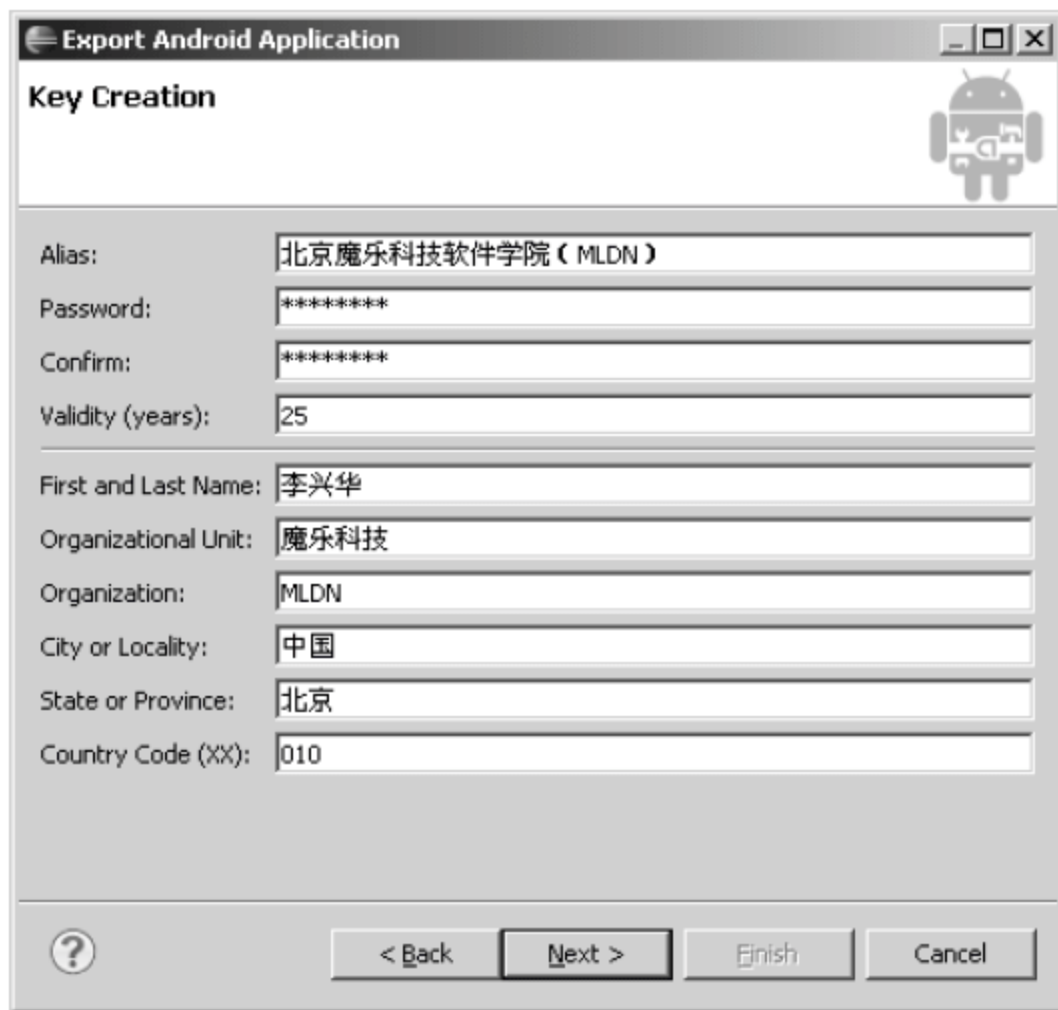 Export Android Application
Key Creation
Alias: 北京魔乐科技软件学院（MLDN）
Password: ********
Confirm: ********
Validity (years): 25
First and Last Name: 李兴华
Organizational Unit: 魔乐科技
Organization: MLDN
City or Locality: 中国
State or Province: 北京
Country Code (XX): 010
? < Back Next > Finish Cancel